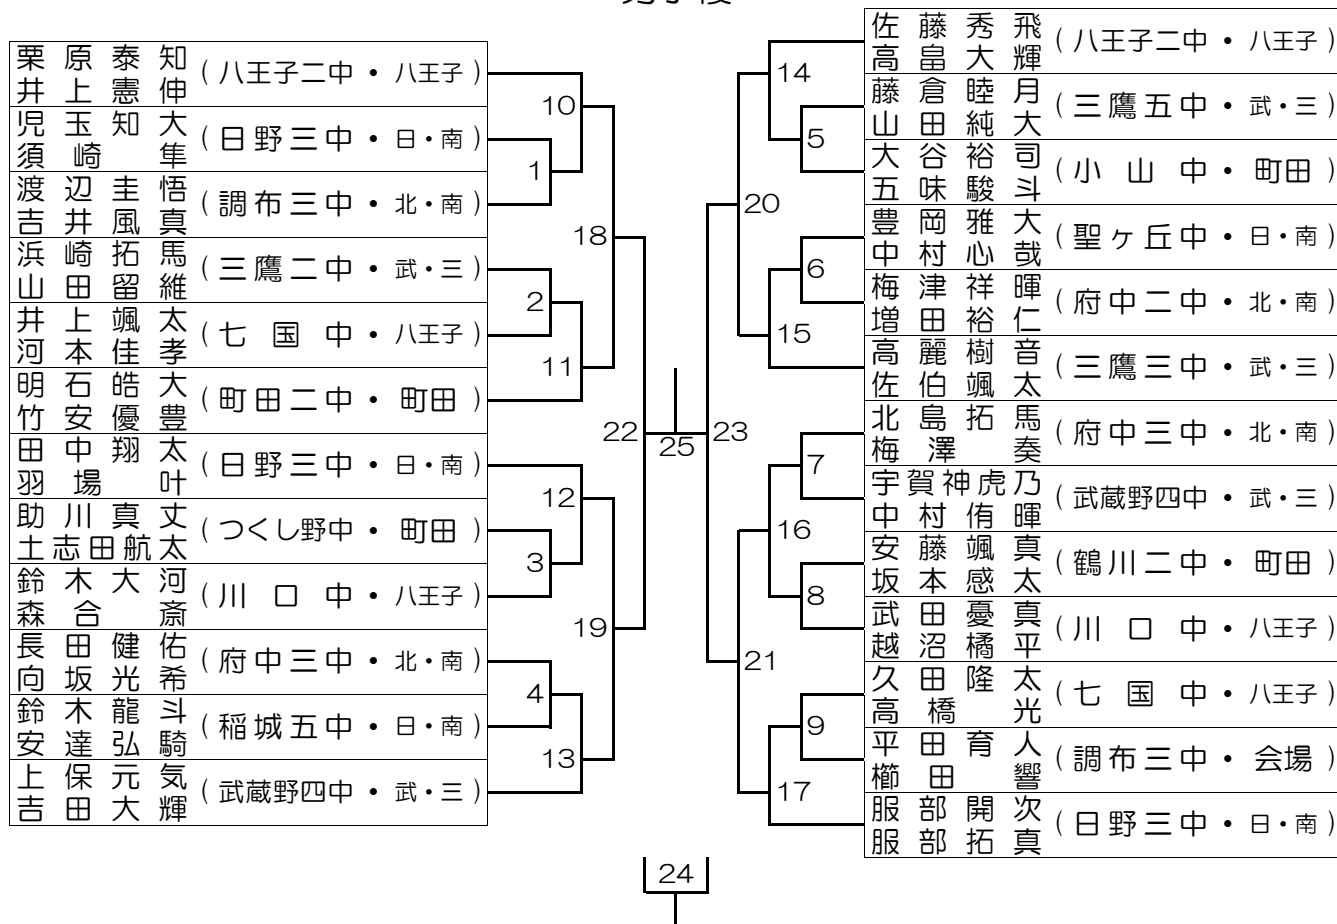 栗原泰知
井上憲伸
(八王子二中・八王子)
児玉知大
須崎隼
(日野三中・日・南)
渡辺圭悟
吉井風真
(調布三中・北・南)
浜崎拓馬
山田留維
(三鷹二中・武・三)
井上颯太
河本佳孝
(七国中・八王子)
明石皓大
竹安優豊
(町田二中・町田)
田中翔太
羽場叶
(日野三中・日・南)
助川真丈
土志田航太
(つくし野中・町田)
鈴木大河
森合斎
(川口中・八王子)
長田健佑
向坂光希
(府中三中・北・南)
鈴木龍斗
安達弘騎
(稲城五中・日・南)
上保元気
吉田大輝
(武蔵野四中・武・三)
10
1
18
2
11
22
12
3
19
4
13
25
24
14
5
20
6
15
23
7
16
8
21
9
17
佐藤秀飛
高畠大輝
(八王子二中・八王子)
藤倉睦月
山田純大
(三鷹五中・武・三)
大谷裕司
五味駿斗
(小山中・町田)
豊岡雅大
中村心哉
(聖ヶ丘中・日・南)
梅津祥暉
増田裕仁
(府中二中・北・南)
高麗樹音
佐伯颯太
(三鷹三中・武・三)
北島拓馬
梅澤奏
(府中三中・北・南)
宇賀神虎乃
中村侑暉
(武蔵野四中・武・三)
安藤颯真
坂本感太
(鶴川二中・町田)
武田憂真
越沼橘平
(川口中・八王子)
久田隆太
高橋光
(七国中・八王子)
平田育人
櫛田響
(調布三中・会場)
服部開次
服部拓真
(日野三中・日・南)